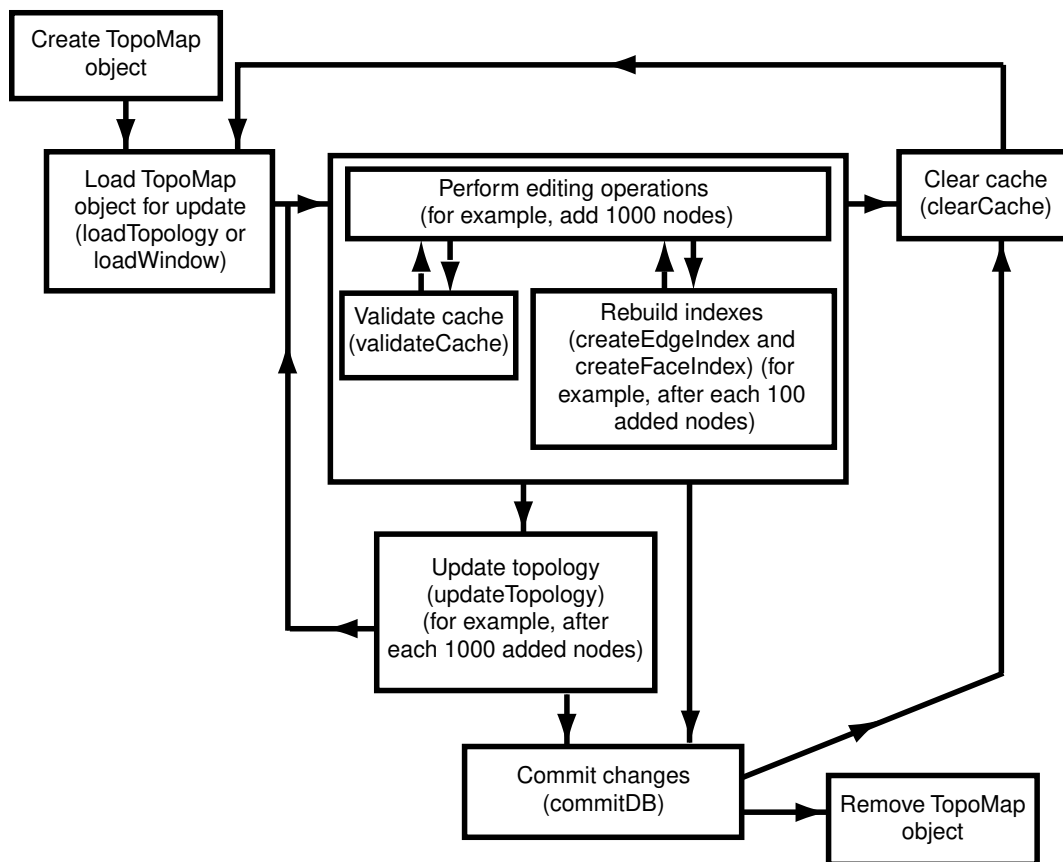 Create TopoMap
object
Load TopoMap
object for update
(loadTopology or
loadWindow)
Perform editing operations
(for example, add 1000 nodes)
Validate cache
(validateCache)
Rebuild indexes
(createEdgeIndex and
createFaceIndex) (for
example, after each 100
added nodes)
Clear cache
(clearCache)
Update topology
(updateTopology)
(for example, after
each 1000 added nodes)
Commit changes
(commitDB)
Remove TopoMap
object